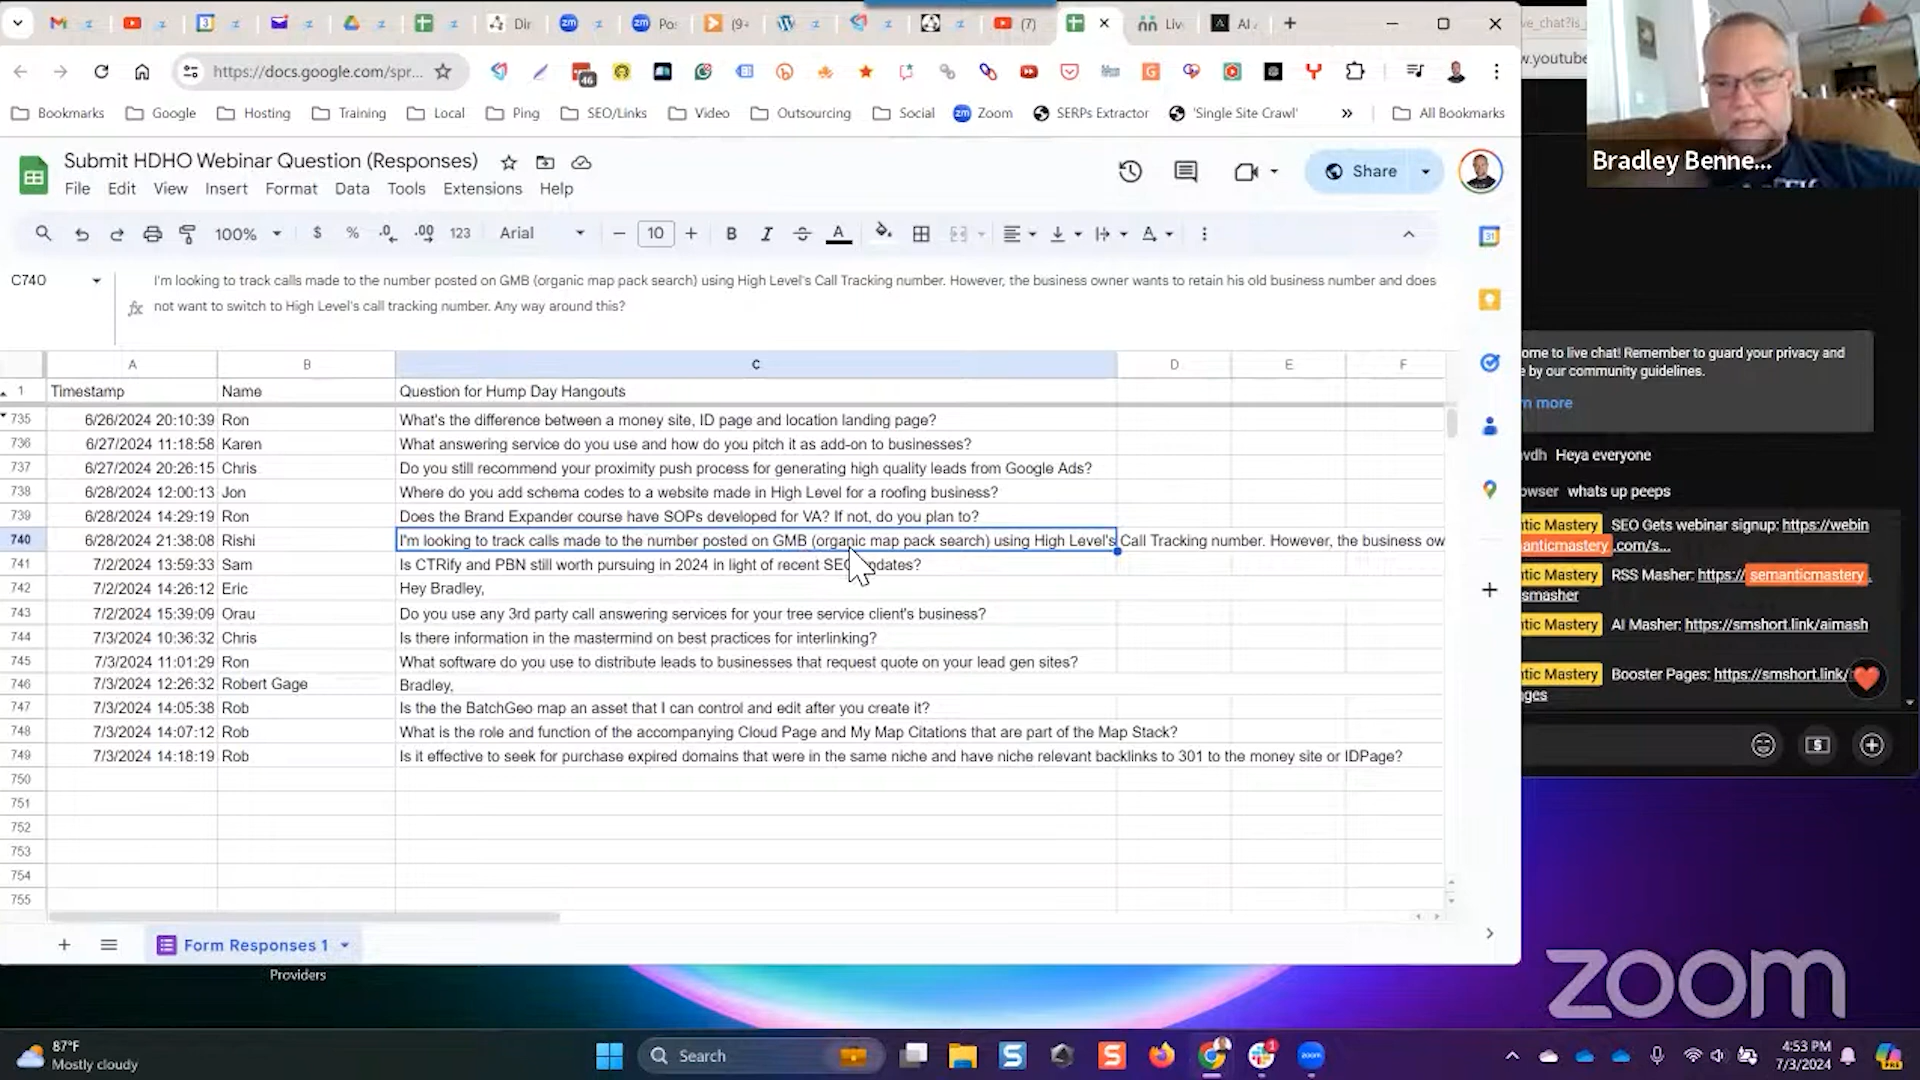 (9+
Dir
Po:
(7)
Liv
AI
https://docs.google.com/spr...
46
ve_chat?is
w.youtube
Bookmarks
Google
Hosting
Training
Local
Ping
SEO/Links
Video
Outsourcing
Social
Zoom
SERPs Extractor
'Single Site Crawl'
»
All Bookmarks
Bradley Benne...
Submit HDHO Webinar Question (Responses)
File
Edit
View
Insert
Format
Data
Tools
Extensions
Help
Share
100%
$
%
.0
.00
123
Arial
10
B
I
A
C740
I'm looking to track calls made to the number posted on GMB (organic map pack search) using High Level's Call Tracking number. However, the business owner wants to retain his old business number and does
not want to switch to High Level's call tracking number. Any way around this?
A B C D E F
1 Timestamp Name Question for Hump Day Hangouts
735 6/26/2024 20:10:39 Ron What's the difference between a money site, ID page and location landing page?
736 6/27/2024 11:18:58 Karen What answering service do you use and how do you pitch it as add-on to businesses?
737 6/27/2024 20:26:15 Chris Do you still recommend your proximity push process for generating high quality leads from Google Ads?
738 6/28/2024 12:00:13 Jon Where do you add schema codes to a website made in High Level for a roofing business?
739 6/28/2024 14:29:19 Ron Does the Brand Expander course have SOPs developed for VA? If not, do you plan to?
740 6/28/2024 21:38:08 Rishi I'm looking to track calls made to the number posted on GMB (organic map pack search) using High Level's Call Tracking number. However, the business ow
741 7/2/2024 13:59:33 Sam Is CTRify and PBN still worth pursuing in 2024 in light of recent SEO updates?
742 7/2/2024 14:26:12 Eric Hey Bradley,
743 7/2/2024 15:39:09 Orau Do you use any 3rd party call answering services for your tree service client's business?
744 7/3/2024 10:36:32 Chris Is there information in the mastermind on best practices for interlinking?
745 7/3/2024 11:01:29 Ron What software do you use to distribute leads to businesses that request quote on your lead gen sites?
746 7/3/2024 12:26:32 Robert Gage Bradley,
747 7/3/2024 14:05:38 Rob Is the the BatchGeo map an asset that I can control and edit after you create it?
748 7/3/2024 14:07:12 Rob What is the role and function of the accompanying Cloud Page and My Map Citations that are part of the Map Stack?
749 7/3/2024 14:18:19 Rob Is it effective to seek for purchase expired domains that were in the same niche and have niche relevant backlinks to 301 to the money site or IDPage?
750
751
752
753
754
755
Form Responses 1
ome to live chat! Remember to guard your privacy and
e by our community guidelines.
n more
vdh Heya everyone
owser whats up peeps
ntic Mastery SEO Gets webinar signup: https://webin
anticmastery.com/s...
ntic Mastery RSS Masher: https://semanticmastery.
smasher
ntic Mastery AI Masher: https://smshort.link/aimash
ntic Mastery Booster Pages: https://smshort.link/
ages
Providers
zoom
87°F
Mostly cloudy
Search
4:53 PM
7/3/2024